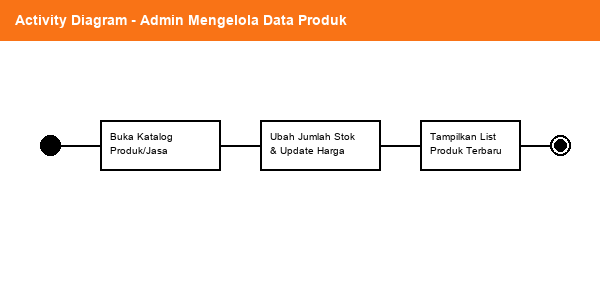 Activity Diagram - Admin Mengelola Data Produk
Buka Katalog
Produk/Jasa
Ubah Jumlah Stok
& Update Harga
Tampilkan List
Produk Terbaru